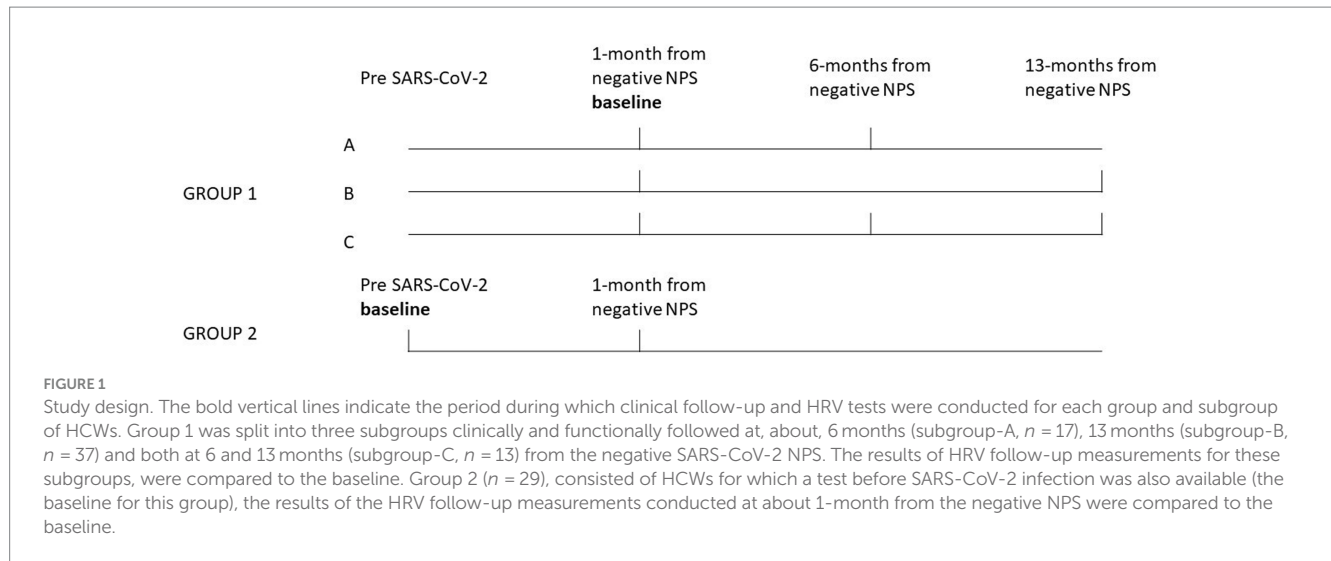 Pre SARS-CoV-2
1-month from
negative NPS
baseline
6-months from
negative NPS
13-months from
negative NPS
A
GROUP 1
B
C
Pre SARS-CoV-2
baseline
1-month from
negative NPS
GROUP 2
FIGURE 1
Study design. The bold vertical lines indicate the period during which clinical follow-up and HRV tests were conducted for each group and subgroup
of HCWs. Group 1 was split into three subgroups clinically and functionally followed at, about, 6 months (subgroup-A, n = 17), 13 months (subgroup-B,
n = 37) and both at 6 and 13 months (subgroup-C, n = 13) from the negative SARS-CoV-2 NPS. The results of HRV follow-up measurements for these
subgroups, were compared to the baseline. Group 2 (n = 29), consisted of HCWs for which a test before SARS-CoV-2 infection was also available (the
baseline for this group), the results of the HRV follow-up measurements conducted at about 1-month from the negative NPS were compared to the
baseline.